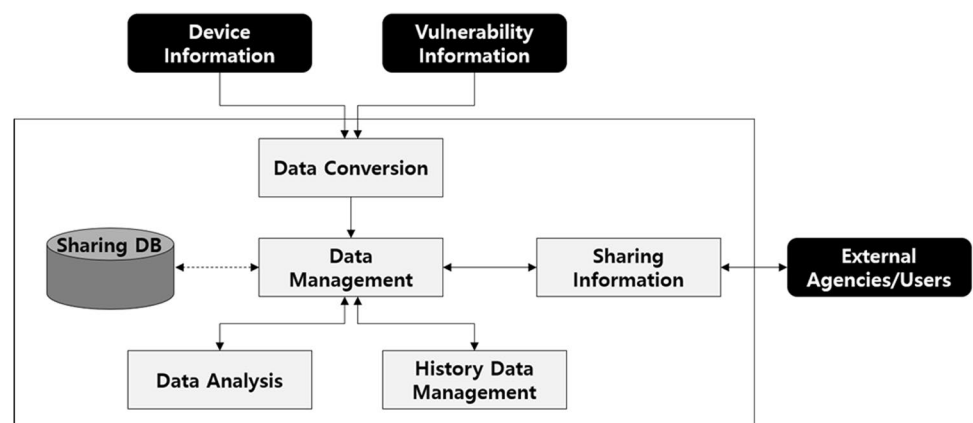 Device
Information
Vulnerability
Information
Data Conversion
Sharing DB
Data
Management
Sharing
Information
External
Agencies/Users
Data Analysis
History Data
Management